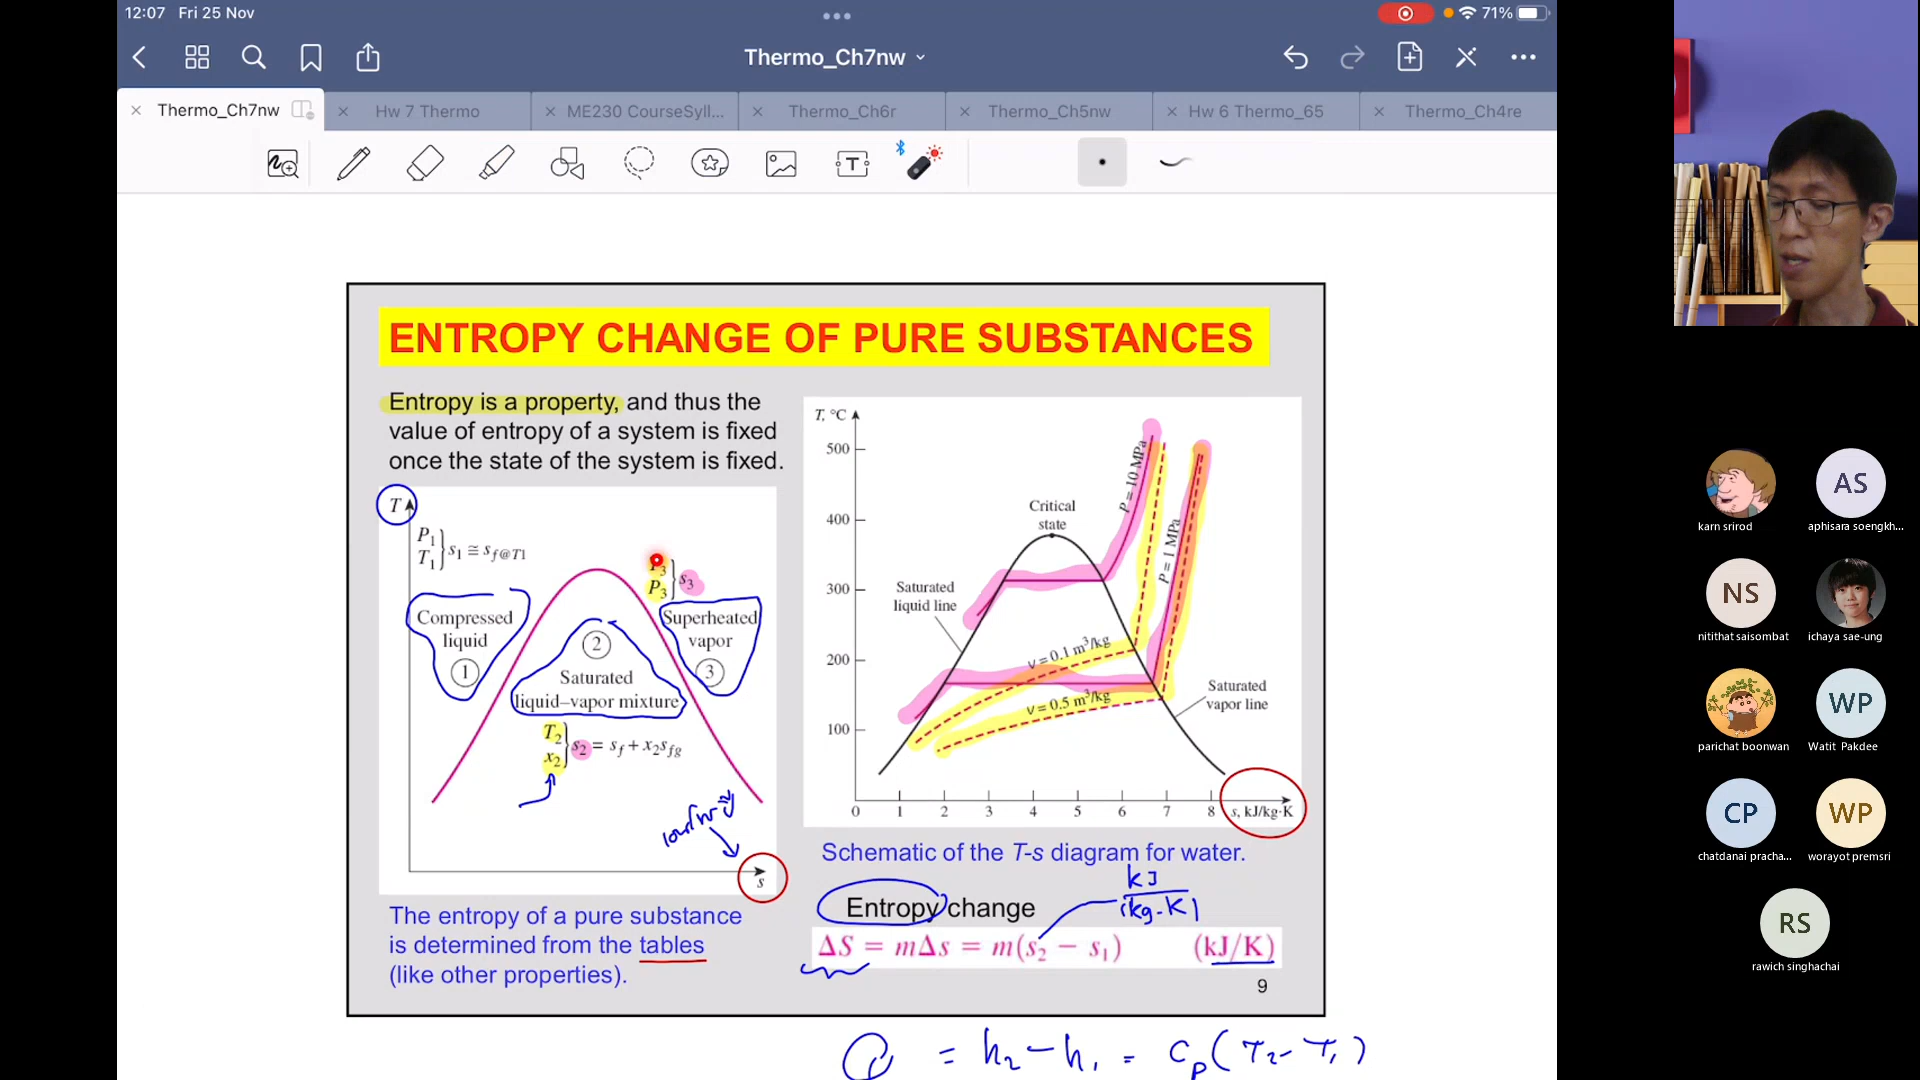 12:07 Fri 25 Nov
71%
Thermo_Ch7nw
Thermo_Ch7nw
Hw 7 Thermo
ME230 CourseSyll...
Thermo_Ch6r
Thermo_Ch5nw
Hw 6 Thermo_65
Thermo_Ch4re
ENTROPY CHANGE OF PURE SUBSTANCES
Entropy is a property, and thus the
value of entropy of a system is fixed
once the state of the system is fixed.
T
P₁
T₁
s₁ ≅ s_f@T1
P₃
s₃
Compressed
liquid
1
2
Saturated
liquid–vapor mixture
Superheated
vapor
3
T₂
x₂
s₂ = s_f + x₂s_fg
s
The entropy of a pure substance
is determined from the tables
(like other properties).
T, °C
500
400
300
200
100
0 1 2 3 4 5 6 7 8 s, kJ/kg·K
Critical
state
Saturated
liquid line
P = 10 MPa
P = 1 MPa
v = 0.1 m³/kg
v = 0.5 m³/kg
Saturated
vapor line
Schematic of the T-s diagram for water.
kJ
(kg-K)
Entropy change
ΔS = mΔs = m(s₂ − s₁) (kJ/K)
9
Q = h₂ - h₁ = Cp(T₂ - T₁)
karn srirod
AS
aphisara soengkh...
NS
nitithat saisombat
ichaya sae-ung
parichat boonwan
WP
Watit Pakdee
CP
chatdanai pracha...
WP
worayot premsri
RS
rawich singhachai